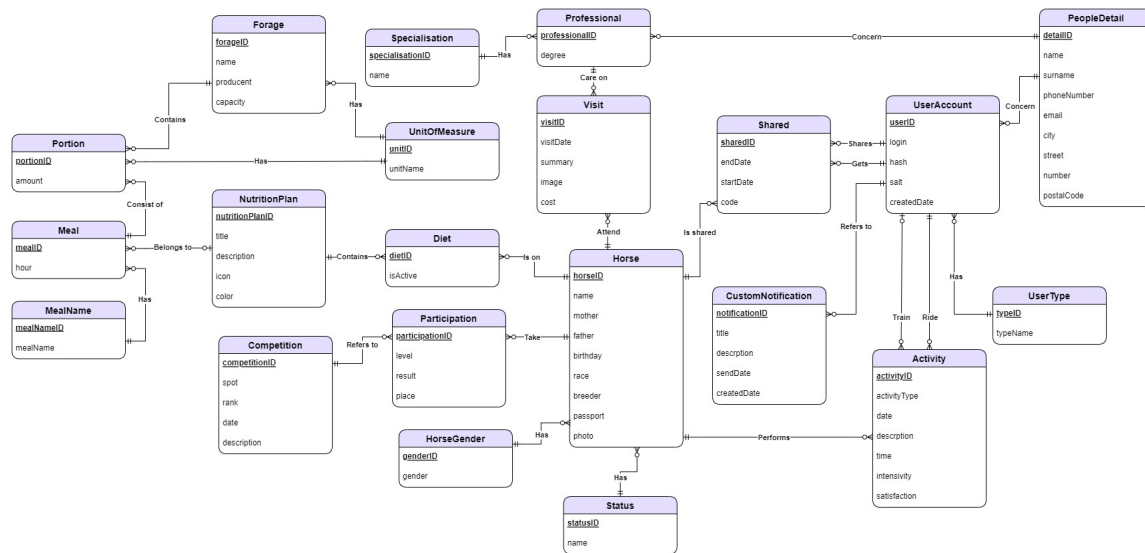 Forage
forageID
name
producent
capacity
Specialisation
specialisationID
name
Professional
professionalID
degree
PeopleDetail
detailID
name
surname
phoneNumber
email
city
street
number
postalCode
Has
Concern
Care on
Contains
Has
UnitOfMeasure
unitID
unitName
Visit
visitID
visitDate
summary
image
cost
Shared
sharedID
endDate
startDate
code
Shares
Gets
UserAccount
userID
login
hash
salt
createdDate
Concern
Portion
portionID
amount
Has
Consist of
NutritionPlan
nutritionPlanID
title
description
icon
color
Meal
mealID
hour
Belongs to
Contains
Diet
dietID
isActive
Is on
Attend
Is shared
Refers to
Horse
horseID
name
mother
father
birthday
race
breeder
passport
photo
Has
MealName
mealNameID
mealName
Competition
competitionID
spot
rank
date
description
Refers to
Participation
participationID
level
result
place
Take
CustomNotification
notificationID
title
descrption
sendDate
createdDate
Train
Ride
Has
UserType
typeID
typeName
Activity
activityID
activityType
date
descrption
time
intensivity
satisfaction
HorseGender
genderID
gender
Has
Performs
Has
Status
statusID
name